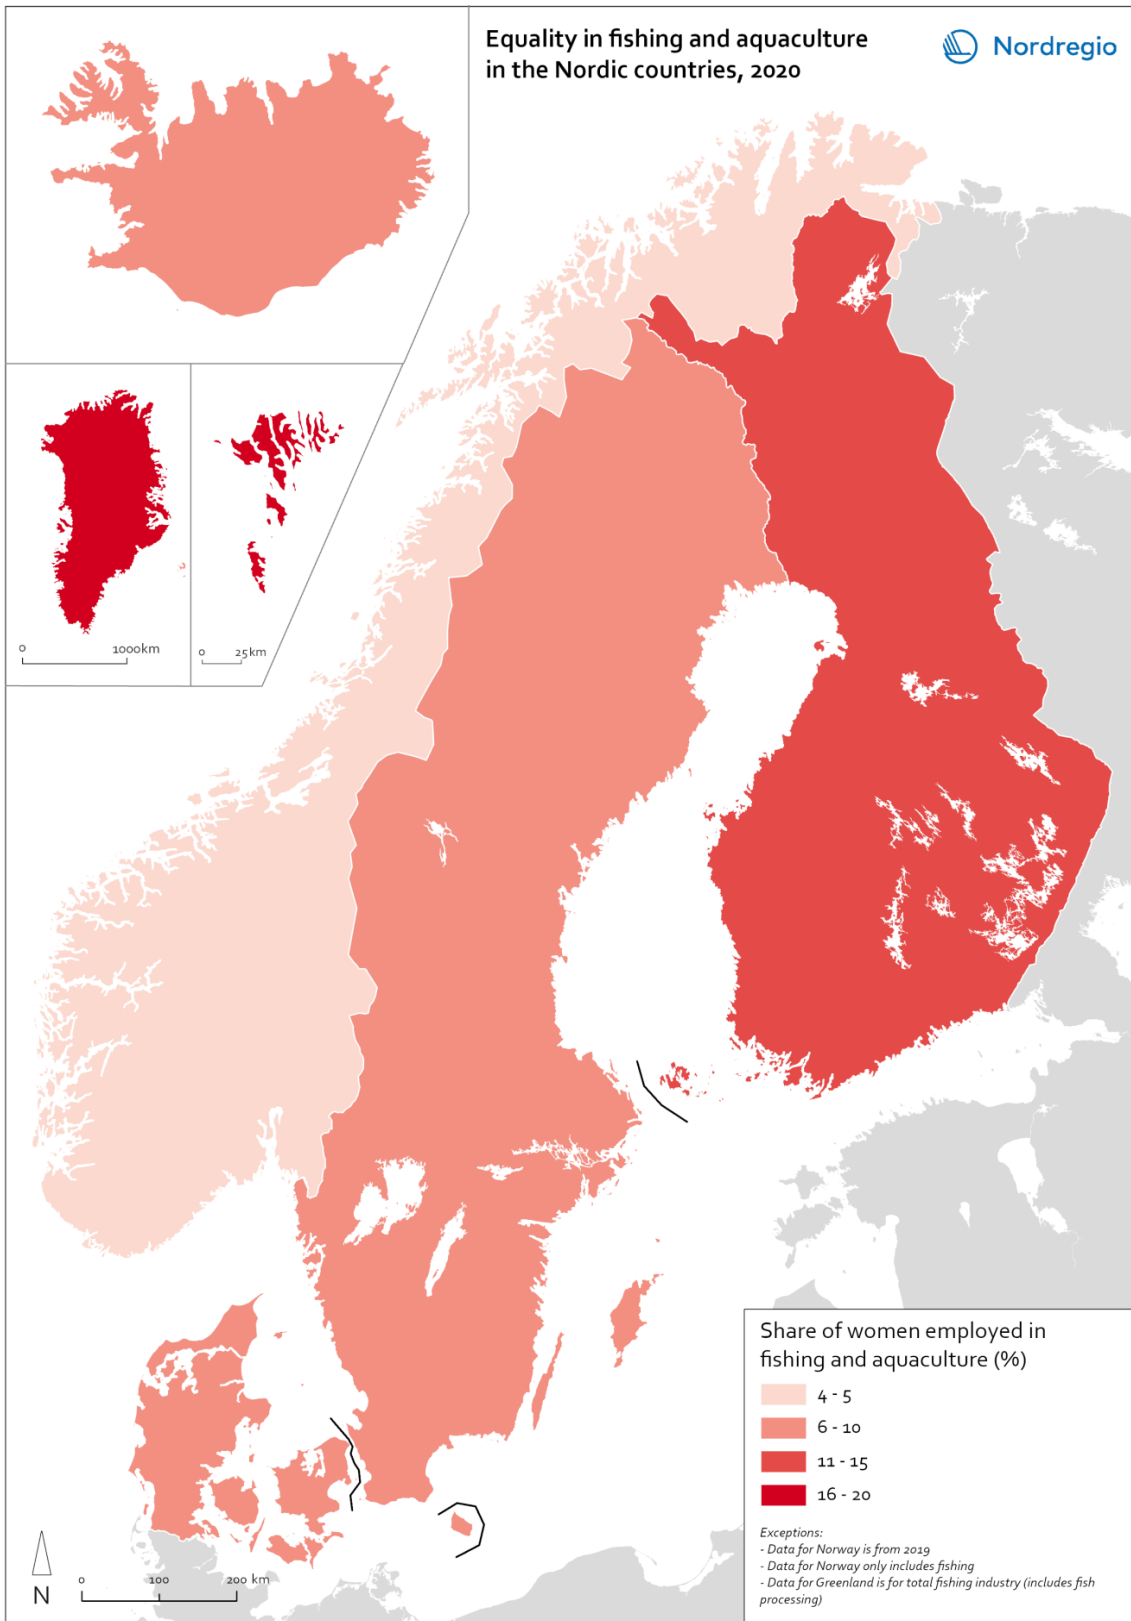 Equality in fishing and aquaculture
in the Nordic countries, 2020
Nordregio
0 1000km
0 25km
Share of women employed in
fishing and aquaculture (%)
4 - 5
6 - 10
11 - 15
16 - 20
Exceptions:
- Data for Norway is from 2019
- Data for Norway only includes fishing
- Data for Greenland is for total fishing industry (includes fish
processing)
N
0 100 200 km